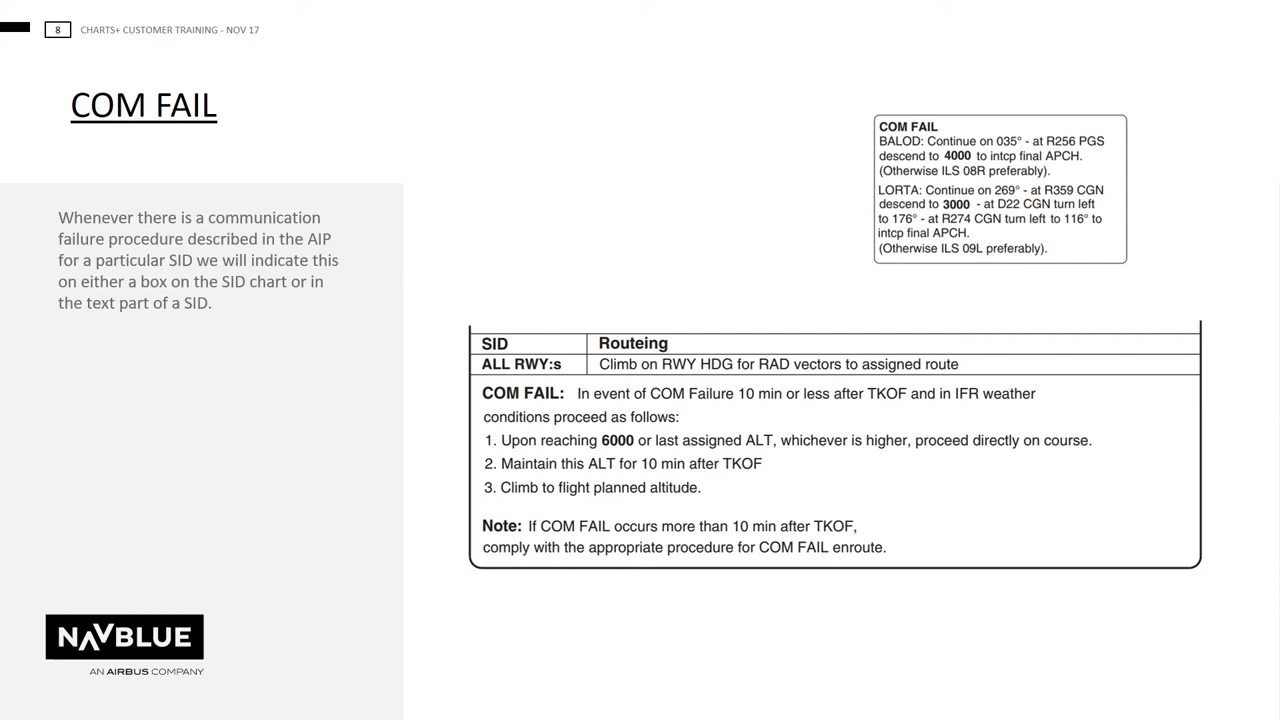 8 CHARTS+ CUSTOMER TRAINING - NOV 17
COM FAIL
Whenever there is a communication
failure procedure described in the AIP
for a particular SID we will indicate this
on either a box on the SID chart or in
the text part of a SID.
COM FAIL
BALOD: Continue on 035° - at R256 PGS
descend to 4000 to intcp final APCH.
(Otherwise ILS 08R preferably).
LORTA: Continue on 269° - at R359 CGN
descend to 3000 - at D22 CGN turn left
to 176° - at R274 CGN turn left to 116° to
intcp final APCH.
(Otherwise ILS 09L preferably).
SID Routeing
ALL RWY:s Climb on RWY HDG for RAD vectors to assigned route
COM FAIL: In event of COM Failure 10 min or less after TKOF and in IFR weather
conditions proceed as follows:
1. Upon reaching 6000 or last assigned ALT, whichever is higher, proceed directly on course.
2. Maintain this ALT for 10 min after TKOF
3. Climb to flight planned altitude.
Note: If COM FAIL occurs more than 10 min after TKOF,
comply with the appropriate procedure for COM FAIL enroute.
NAVBLUE
AN AIRBUS COMPANY